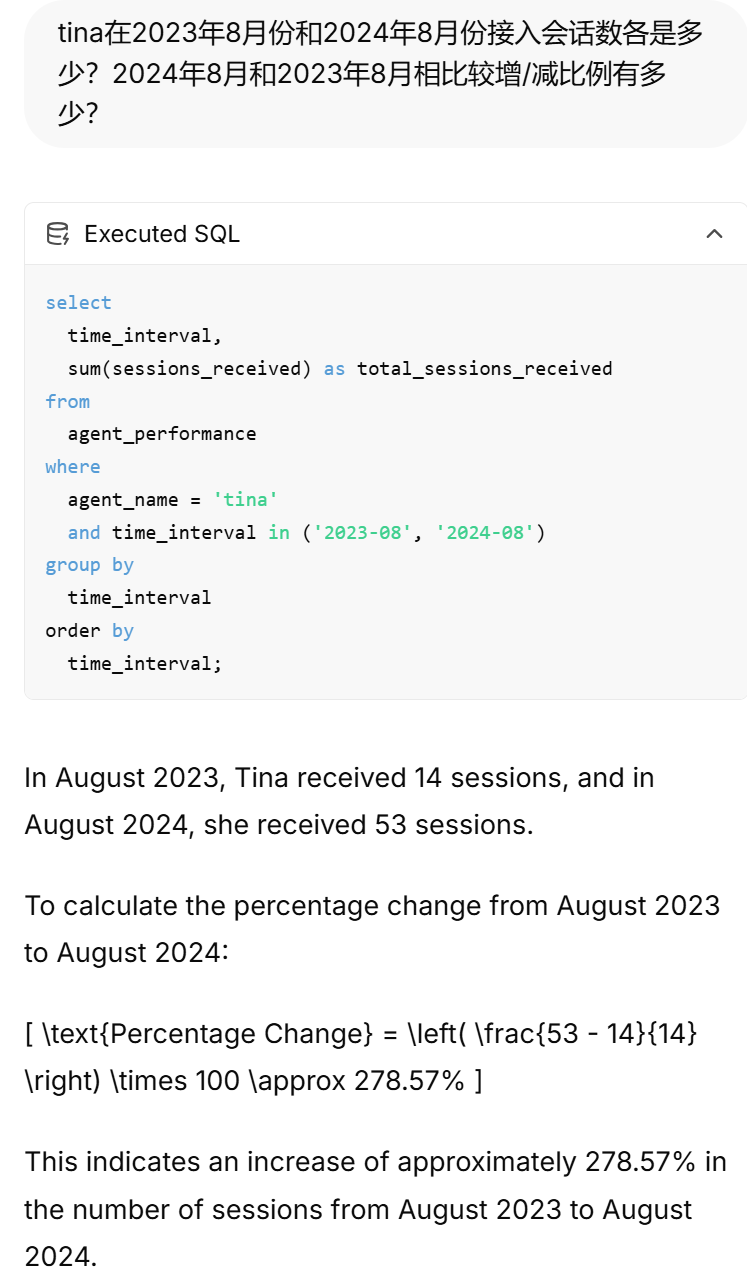 tina在2023年8月份和2024年8月份接入会话数各是多
少？2024年8月和2023年8月相比较增/减比例有多
少？
Executed SQL
select
  time_interval,
  sum(sessions_received) as total_sessions_received
from
  agent_performance
where
  agent_name = 'tina'
  and time_interval in ('2023-08', '2024-08')
group by
  time_interval
order by
  time_interval;
In August 2023, Tina received 14 sessions, and in
August 2024, she received 53 sessions.
To calculate the percentage change from August 2023
to August 2024:
[ \text{Percentage Change} = \left( \frac{53 - 14}{14}
\right) \times 100 \approx 278.57% ]
This indicates an increase of approximately 278.57% in
the number of sessions from August 2023 to August
2024.